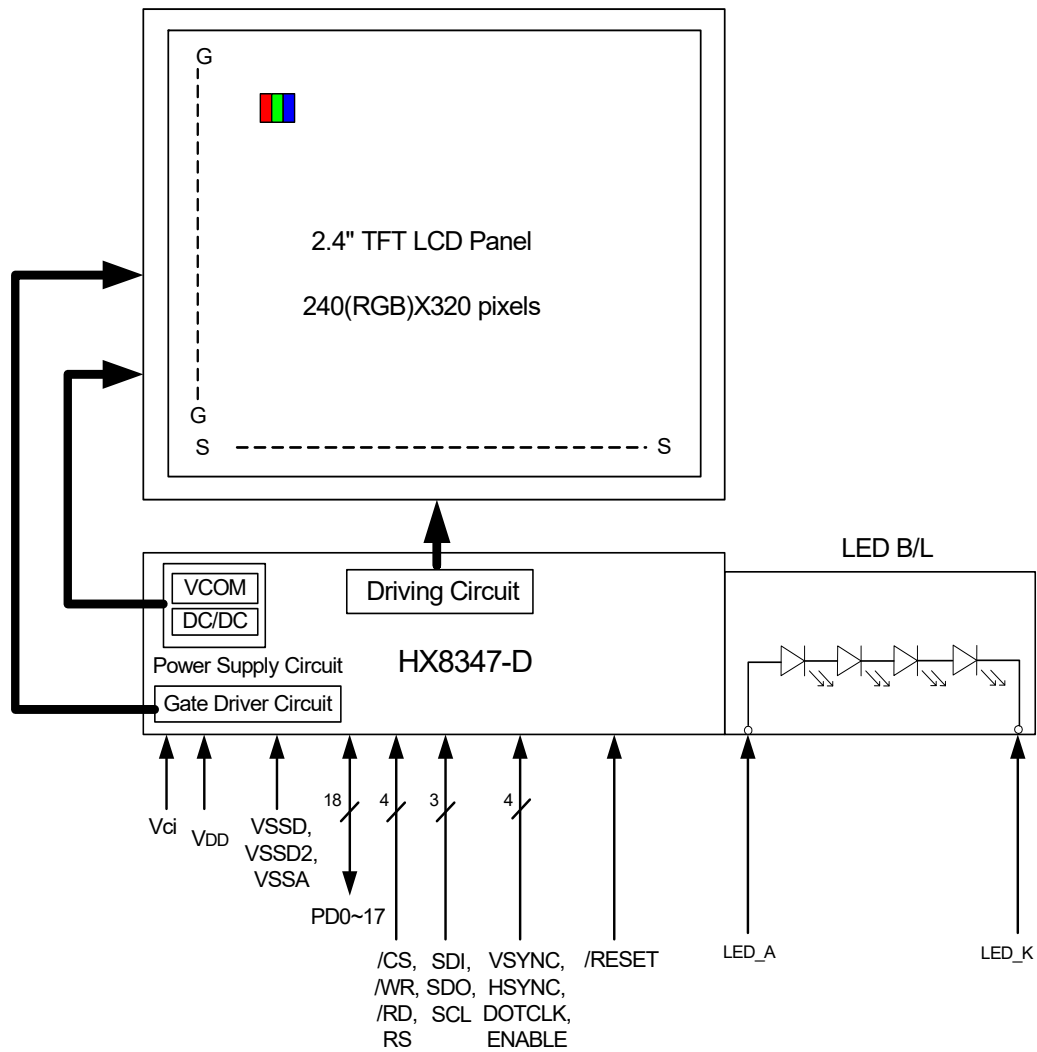 G
2.4" TFT LCD Panel
240(RGB)X320 pixels
G
S
S
LED B/L
VCOM
DC/DC
Driving Circuit
Power Supply Circuit
HX8347-D
Gate Driver Circuit
18
4
3
4
Vci
VDD
VSSD,
VSSD2,
VSSA
PD0~17
/CS,
/WR,
/RD,
RS
SDI,
SDO,
SCL
VSYNC,
HSYNC,
DOTCLK,
ENABLE
/RESET
LED_A
LED_K